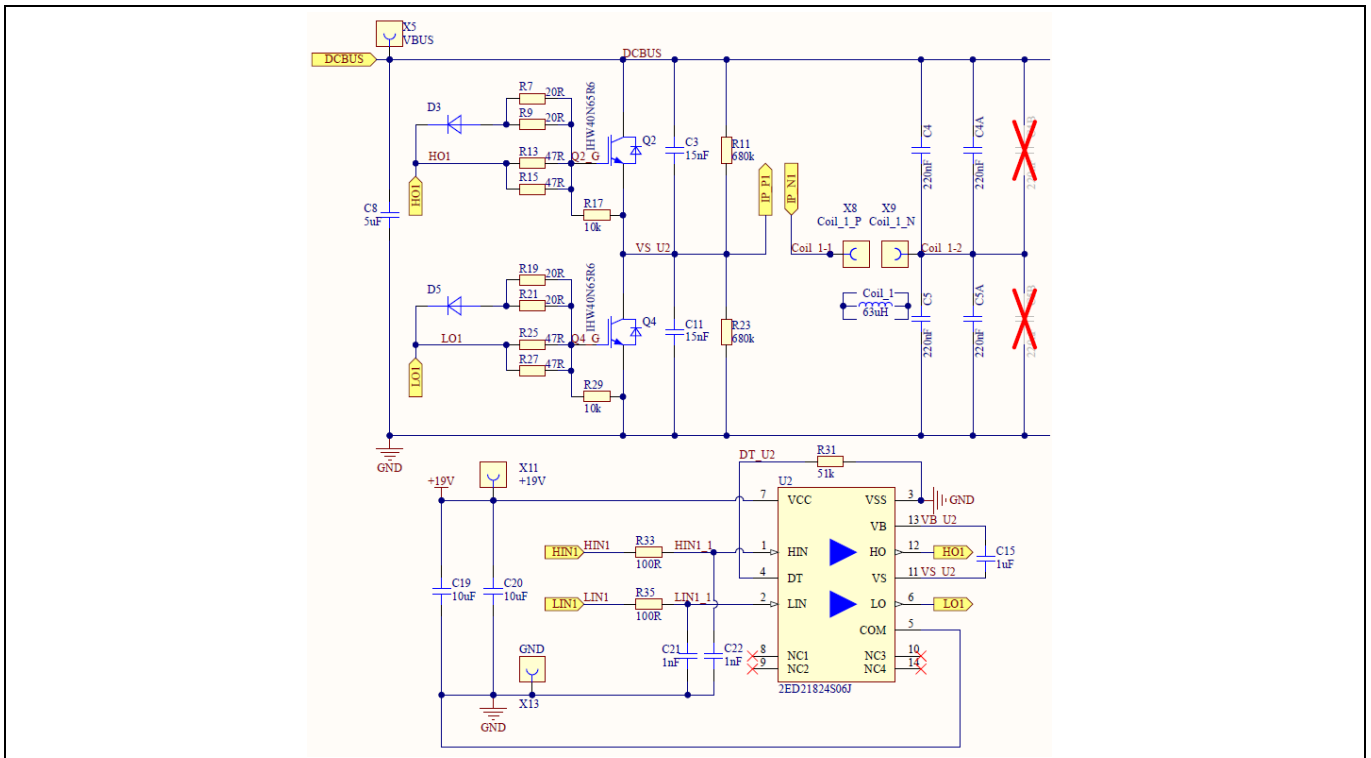 X5
VBUS
DCBUS
DCBUS
R7
20R
R9
20R
D3
IHW40N65R6
Q2
HO1
R13
47R
Q2_G
R15
47R
HO1
R17
10k
C3
15nF
R11
680k
IP_P1
IP_N1
C4
220nF
C4A
220nF
C8
5uF
X8
Coil_1_P
X9
Coil_1_N
VS_U2
Coil_1-1
Coil_1-2
R19
20R
R21
20R
D5
IHW40N65R6
Q4
LO1
R25
47R
Q4_G
R27
47R
LO1
R29
10k
C11
15nF
R23
680k
Coil_1
63uH
C5
220nF
C5A
220nF
GND
DT_U2
R31
51k
+19V
X11
+19V
U2
7
VCC
VSS
3
GND
VB
13
VB_U2
HIN1
HIN1
R33
100R
HIN1_1
1
HIN
HO
12
HO1
C15
1uF
4
DT
VS
11
VS_U2
C19
10uF
C20
10uF
LIN1
LIN1
R35
100R
LIN1_1
2
LIN
LO
6
LO1
COM
5
GND
X13
C21
1nF
C22
1nF
8
NC1
NC3
10
9
NC2
NC4
14
2ED21824S06J
GND